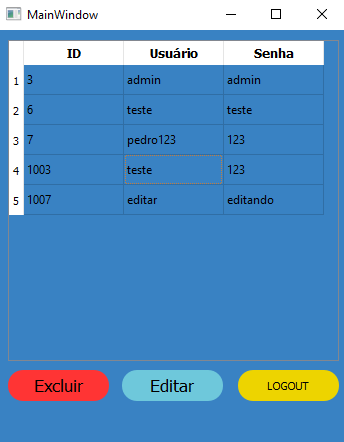 MainWindow
ID Usuário Senha
1 3 admin admin
2 6 teste teste
3 7 pedro123 123
4 1003 teste 123
5 1007 editar editando
Excluir Editar LOGOUT